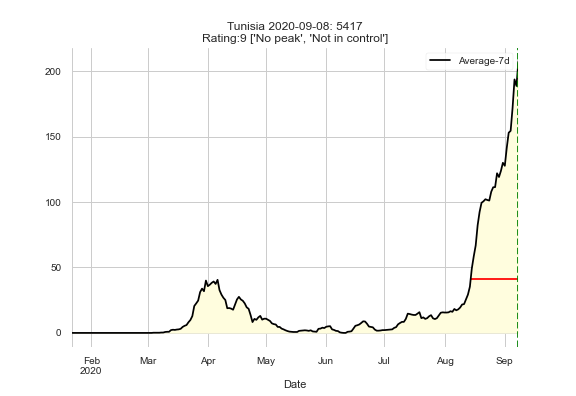 Tunisia 2020-09-08: 5417
Rating:9 ['No peak', 'Not in control']
Average-7d
200
150
100
50
0
Feb Mar Apr May Jun Jul Aug Sep
2020
Date